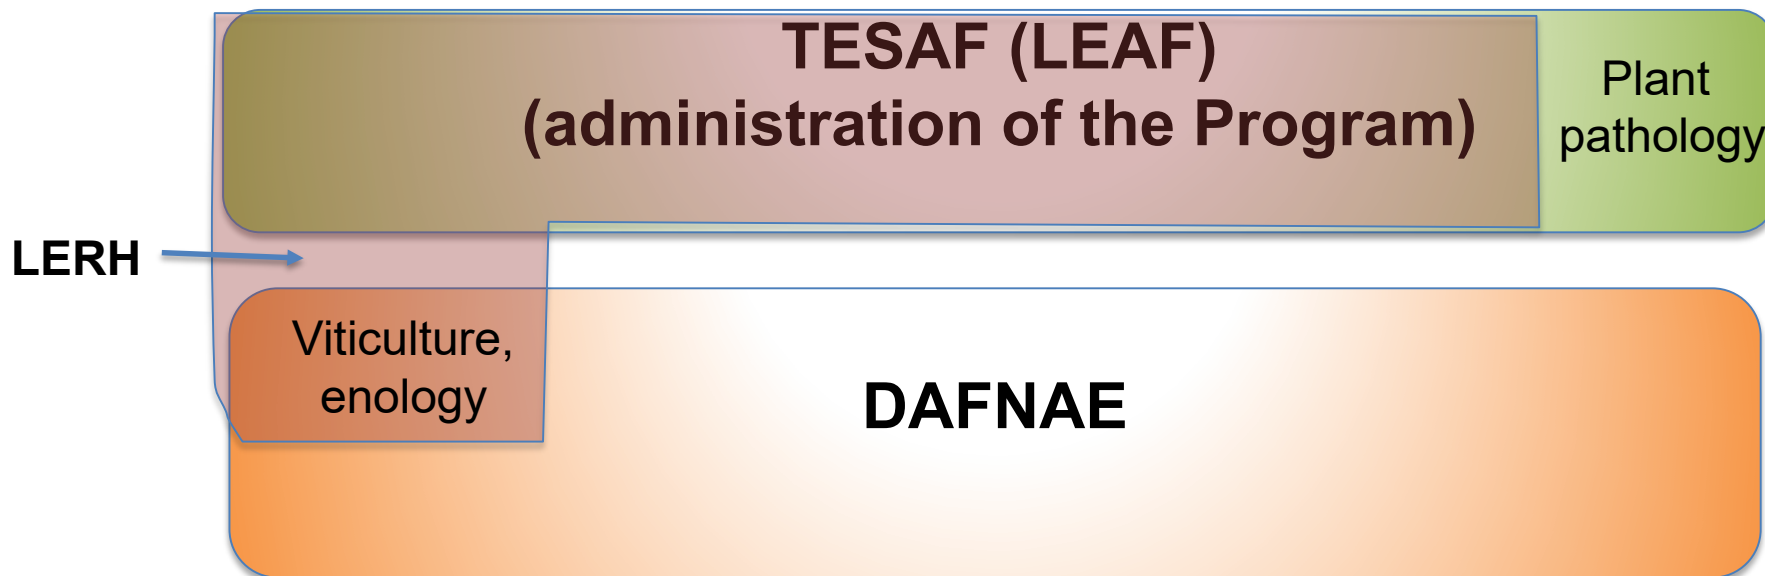 TESAF (LEAF)
(administration of the Program)
Plant
pathology
LERH
Viticulture,
enology
DAFNAE